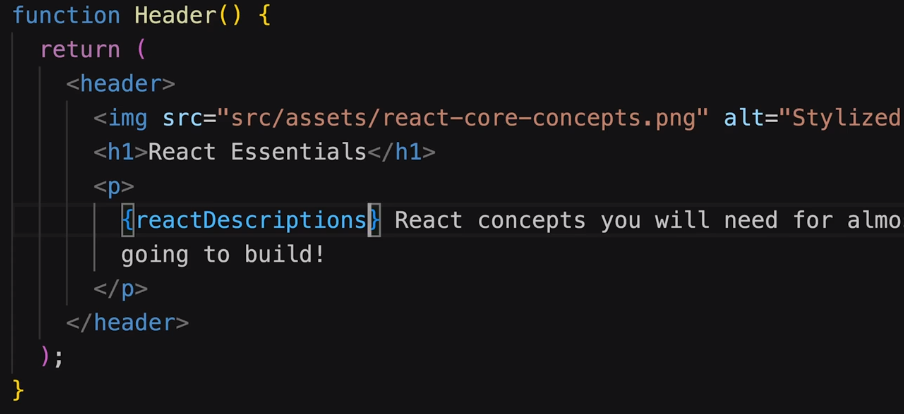 function Header() {
return (
<header>
<img src="src/assets/react-core-concepts.png" alt="Stylized
<h1>React Essentials</h1>
<p>
{reactDescriptions} React concepts you will need for almo
going to build!
</p>
</header>
);
}